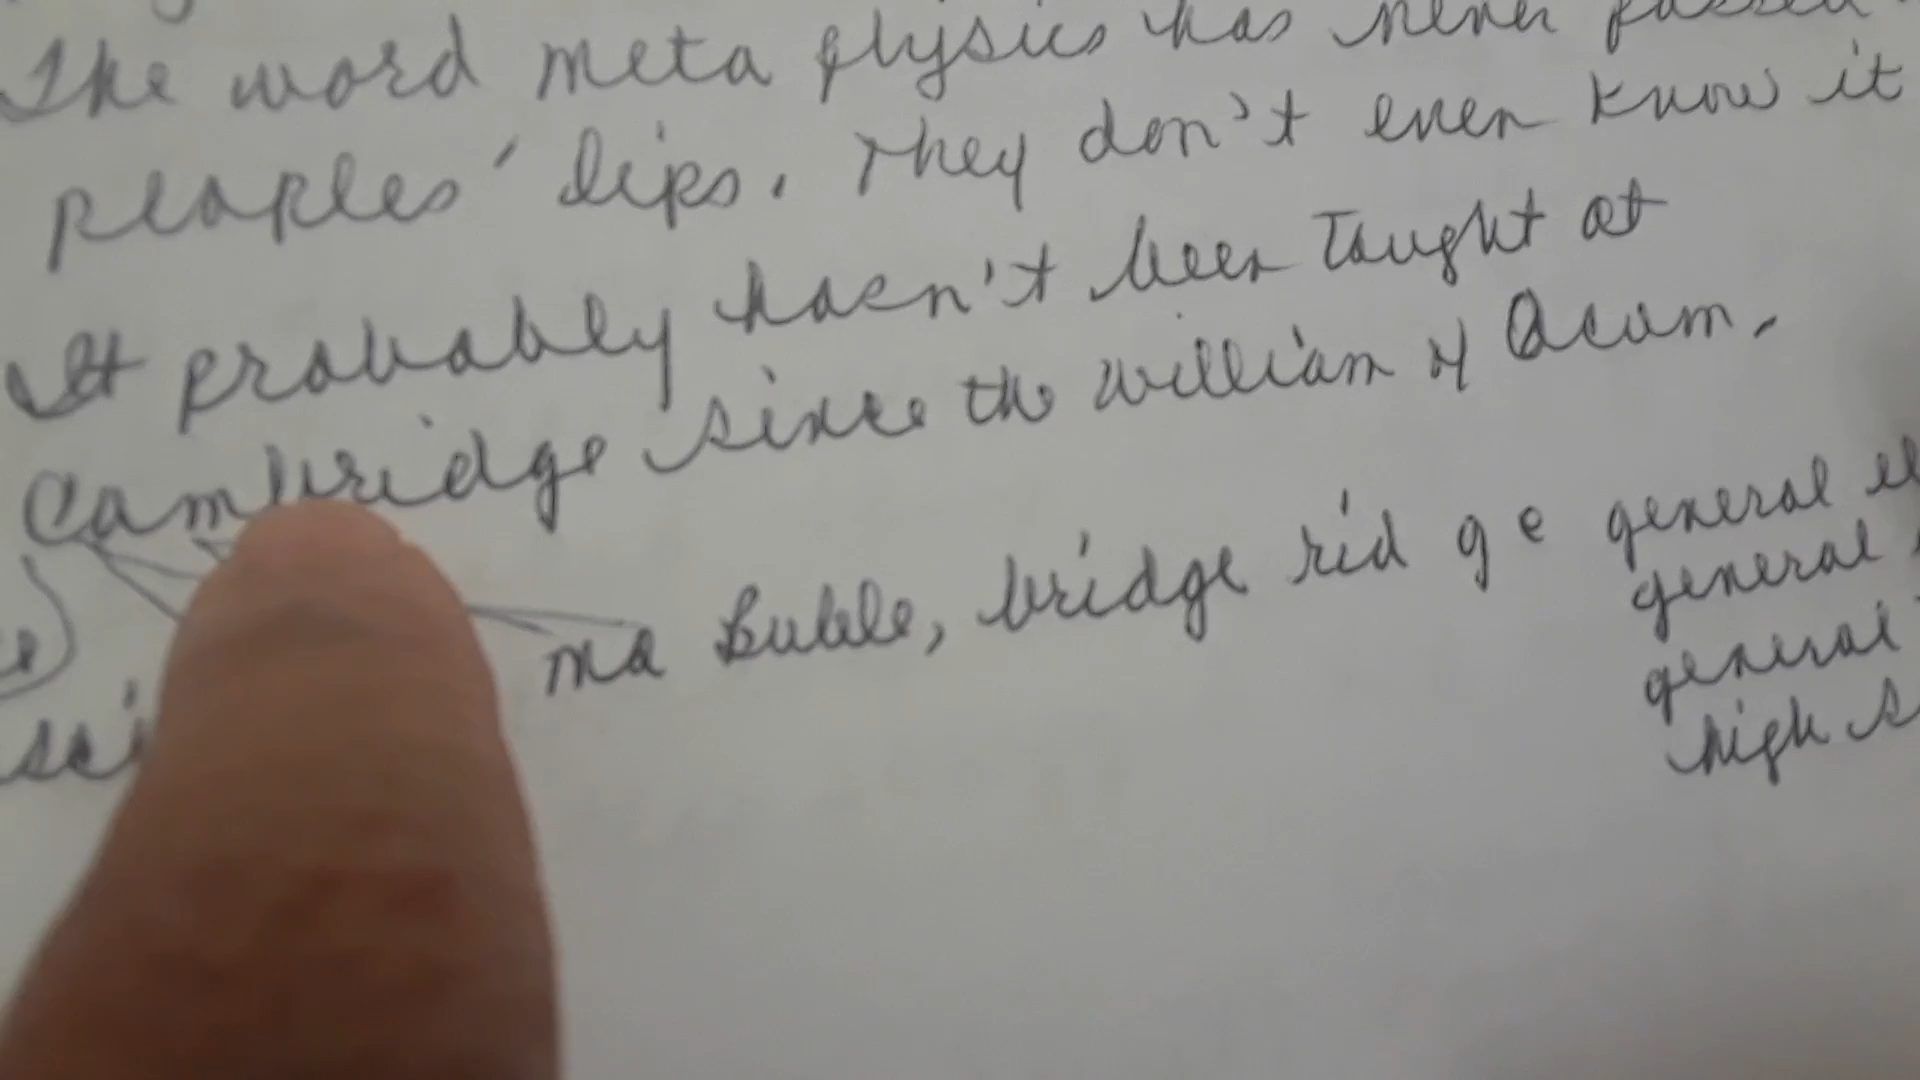 The word meta physics has never passed
peoples' lips. They don't even know it
It probably hasn't been Taught at
Cambridge since the william of Ocam.
ma Buble, bridge rid ge general
general
general
high